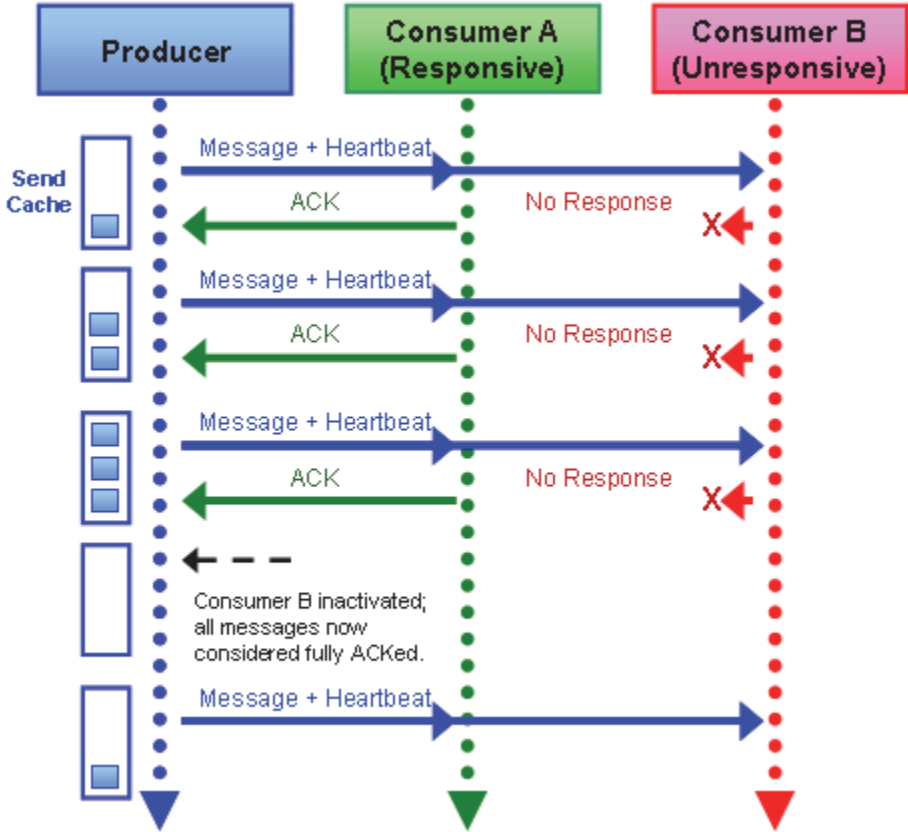 Producer
Consumer A
(Responsive)
Consumer B
(Unresponsive)
Send
Cache
Message + Heartbeat
ACK
No Response
X
Message + Heartbeat
ACK
No Response
X
Message + Heartbeat
ACK
No Response
X
Consumer B inactivated;
all messages now
considered fully ACKed.
Message + Heartbeat